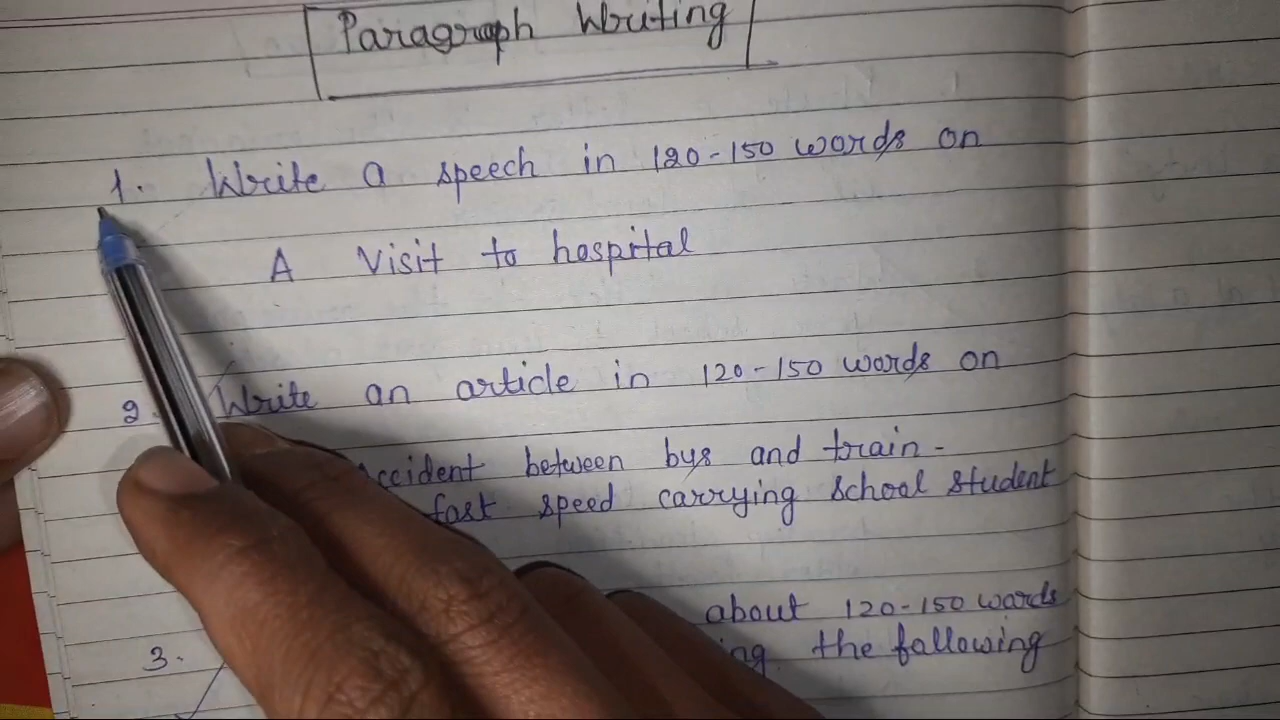 Paragraph Writing
1. Write a speech in 120-150 words on
A Visit to hospital
2. Write an article in 120-150 words on
ccident between bus and train-
fast speed carrying school student
about 120-150 words
3. ing the following